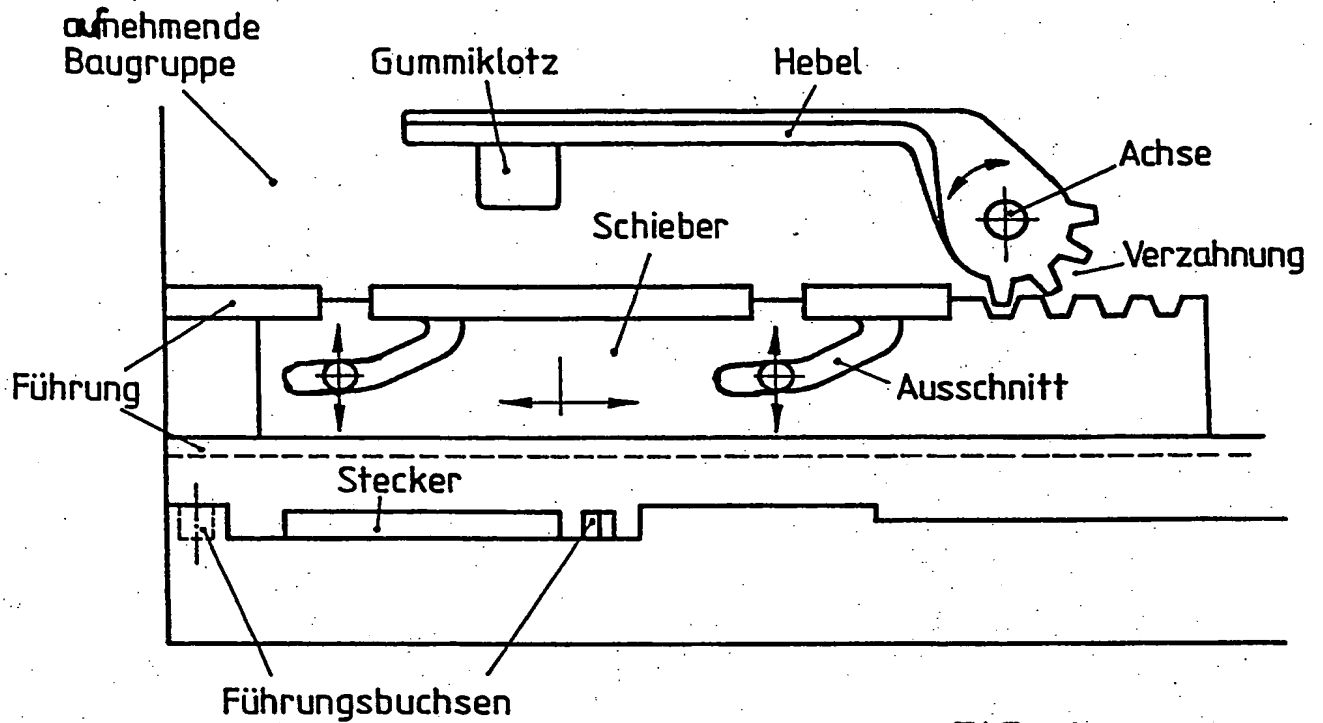 aufnehmende
Baugruppe
Gummiklotz
Hebel
Achse
Schieber
Verzahnung
Führung
Ausschnitt
Stecker
Führungsbuchsen